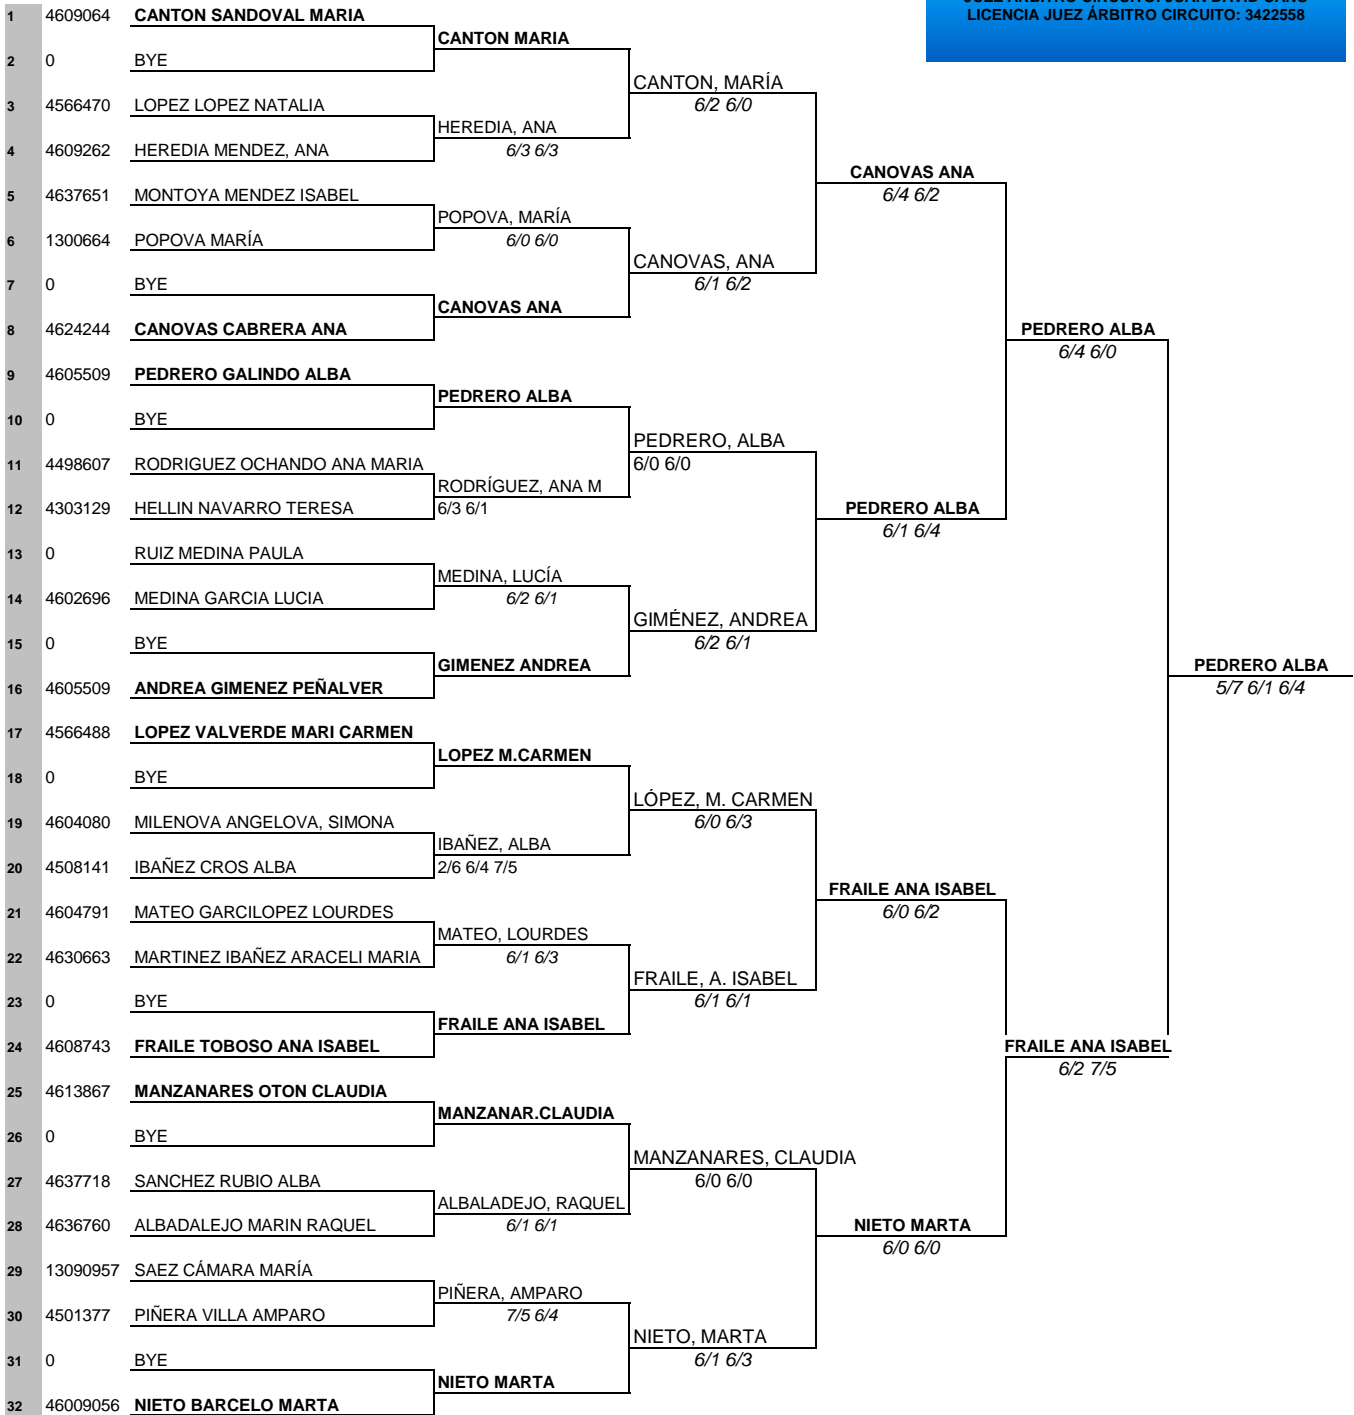 LICENCIA JUEZ ÁRBITRO CIRCUITO: 3422558
1 4609064 CANTON SANDOVAL MARIA
CANTON MARIA
2 0 BYE
CANTON, MARÍA
6/2 6/0
3 4566470 LOPEZ LOPEZ NATALIA
HEREDIA, ANA
6/3 6/3
4 4609262 HEREDIA MENDEZ, ANA
CANOVAS ANA
6/4 6/2
5 4637651 MONTOYA MENDEZ ISABEL
POPOVA, MARÍA
6/0 6/0
6 1300664 POPOVA MARÍA
CANOVAS, ANA
6/1 6/2
7 0 BYE
CANOVAS ANA
8 4624244 CANOVAS CABRERA ANA
PEDRERO ALBA
6/4 6/0
9 4605509 PEDRERO GALINDO ALBA
PEDRERO ALBA
10 0 BYE
PEDRERO, ALBA
6/0 6/0
11 4498607 RODRIGUEZ OCHANDO ANA MARIA
RODRÍGUEZ, ANA M
6/3 6/1
12 4303129 HELLIN NAVARRO TERESA
PEDRERO ALBA
6/1 6/4
13 0 RUIZ MEDINA PAULA
MEDINA, LUCÍA
6/2 6/1
14 4602696 MEDINA GARCIA LUCIA
GIMÉNEZ, ANDREA
6/2 6/1
15 0 BYE
GIMENEZ ANDREA
PEDRERO ALBA
5/7 6/1 6/4
16 4605509 ANDREA GIMENEZ PEÑALVER
17 4566488 LOPEZ VALVERDE MARI CARMEN
LOPEZ M.CARMEN
18 0 BYE
LÓPEZ, M. CARMEN
6/0 6/3
19 4604080 MILENOVA ANGELOVA, SIMONA
IBAÑEZ, ALBA
2/6 6/4 7/5
20 4508141 IBAÑEZ CROS ALBA
FRAILE ANA ISABEL
6/0 6/2
21 4604791 MATEO GARCILOPEZ LOURDES
MATEO, LOURDES
6/1 6/3
22 4630663 MARTINEZ IBAÑEZ ARACELI MARIA
FRAILE, A. ISABEL
6/1 6/1
23 0 BYE
FRAILE ANA ISABEL
24 4608743 FRAILE TOBOSO ANA ISABEL
FRAILE ANA ISABEL
6/2 7/5
25 4613867 MANZANARES OTON CLAUDIA
MANZANAR.CLAUDIA
26 0 BYE
MANZANARES, CLAUDIA
6/0 6/0
27 4637718 SANCHEZ RUBIO ALBA
ALBALADEJO, RAQUEL
6/1 6/1
28 4636760 ALBADALEJO MARIN RAQUEL
NIETO MARTA
6/0 6/0
29 13090957 SAEZ CÁMARA MARÍA
PIÑERA, AMPARO
7/5 6/4
30 4501377 PIÑERA VILLA AMPARO
NIETO, MARTA
6/1 6/3
31 0 BYE
NIETO MARTA
32 46009056 NIETO BARCELO MARTA